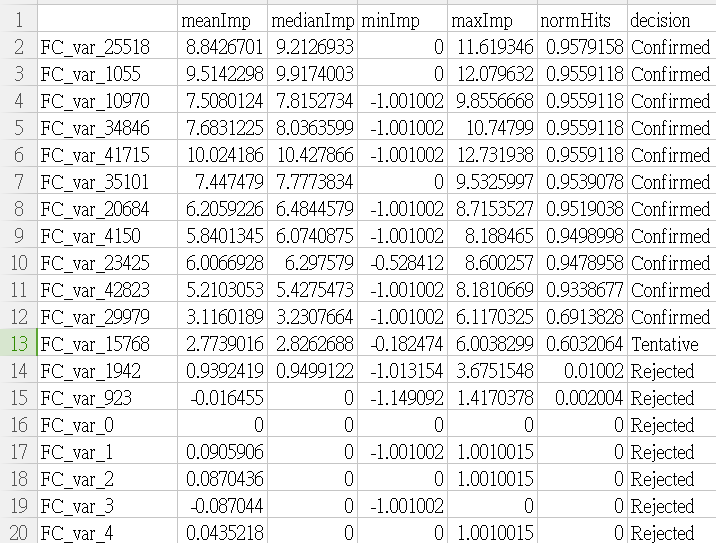 1 meanImp medianImp minImp maxImp normHits decision
2 FC_var_25518 8.8426701 9.2126933 0 11.619346 0.9579158 Confirmed
3 FC_var_1055 9.5142298 9.9174003 0 12.079632 0.9559118 Confirmed
4 FC_var_10970 7.5080124 7.8152734 -1.001002 9.8556668 0.9559118 Confirmed
5 FC_var_34846 7.6831225 8.0363599 -1.001002 10.74799 0.9559118 Confirmed
6 FC_var_41715 10.024186 10.427866 -1.001002 12.731938 0.9559118 Confirmed
7 FC_var_35101 7.447479 7.7773834 0 9.5325997 0.9539078 Confirmed
8 FC_var_20684 6.2059226 6.4844579 -1.001002 8.7153527 0.9519038 Confirmed
9 FC_var_4150 5.8401345 6.0740875 -1.001002 8.188465 0.9498998 Confirmed
10 FC_var_23425 6.0066928 6.297579 -0.528412 8.600257 0.9478958 Confirmed
11 FC_var_42823 5.2103053 5.4275473 -1.001002 8.1810669 0.9338677 Confirmed
12 FC_var_29979 3.1160189 3.2307664 -1.001002 6.1170325 0.6913828 Confirmed
13 FC_var_15768 2.7739016 2.8262688 -0.182474 6.0038299 0.6032064 Tentative
14 FC_var_1942 0.9392419 0.9499122 -1.013154 3.6751548 0.01002 Rejected
15 FC_var_923 -0.016455 0 -1.149092 1.4170378 0.002004 Rejected
16 FC_var_0 0 0 0 0 0 Rejected
17 FC_var_1 0.0905906 0 -1.001002 1.0010015 0 Rejected
18 FC_var_2 0.0870436 0 0 1.0010015 0 Rejected
19 FC_var_3 -0.087044 0 -1.001002 0 0 Rejected
20 FC_var_4 0.0435218 0 0 1.0010015 0 Rejected